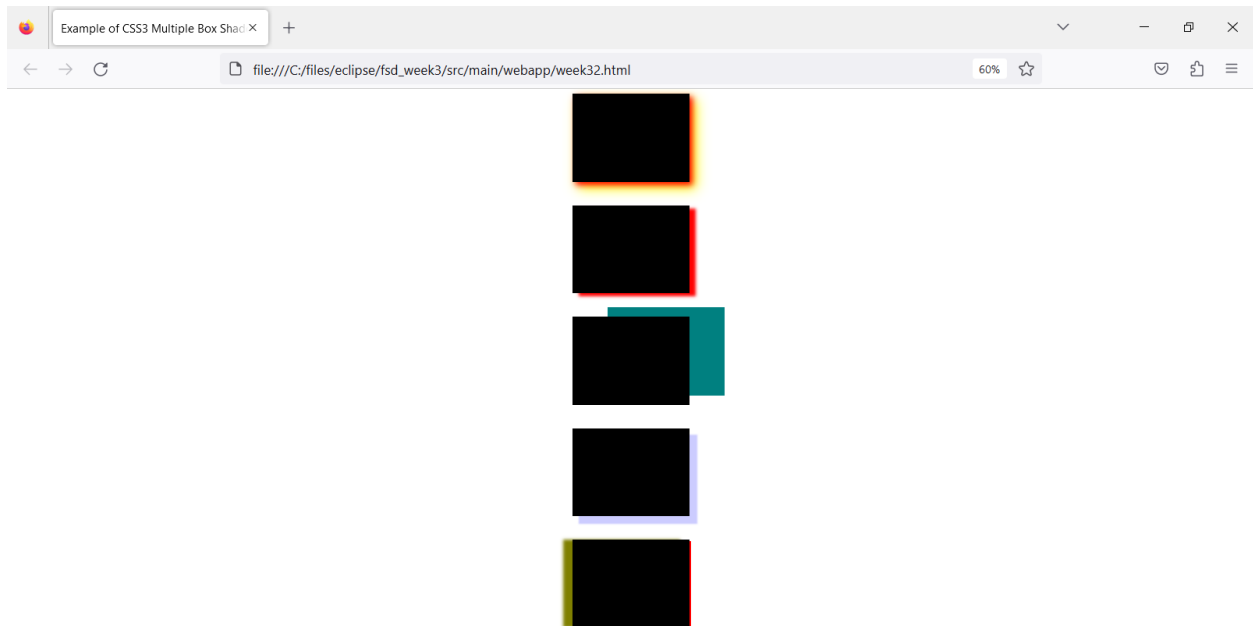 Example of CSS3 Multiple Box Shad
file:///C:/files/eclipse/fsd_week3/src/main/webapp/week32.html
60%